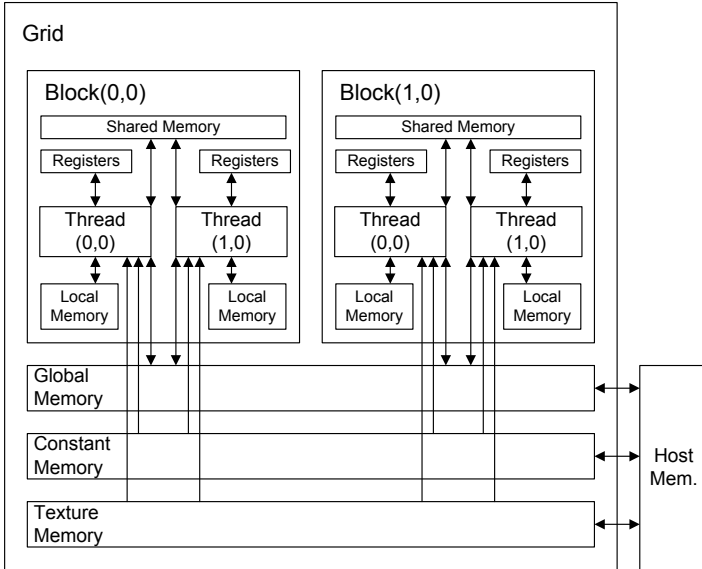 Grid
Block(0,0)
Shared Memory
Registers
Registers
Thread
(0,0)
Thread
(1,0)
Local
Memory
Local
Memory
Block(1,0)
Shared Memory
Registers
Registers
Thread
(0,0)
Thread
(1,0)
Local
Memory
Local
Memory
Global
Memory
Constant
Memory
Texture
Memory
Host
Mem.